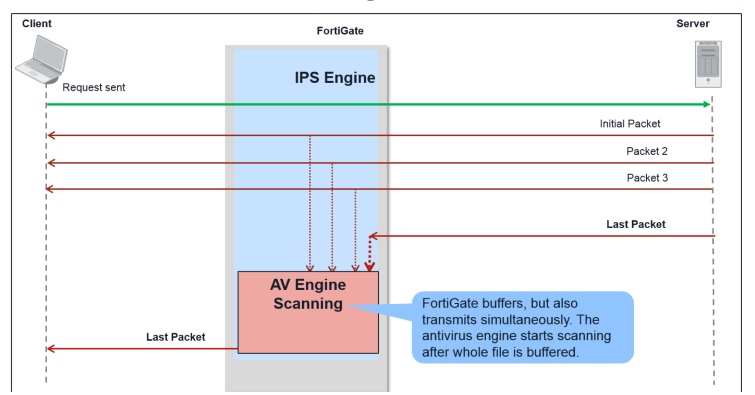 Client
FortiGate
Server
IPS Engine
Request sent
Initial Packet
Packet 2
Packet 3
Last Packet
AV Engine
Scanning
FortiGate buffers, but also
transmits simultaneously. The
antivirus engine starts scanning
after whole file is buffered.
Last Packet